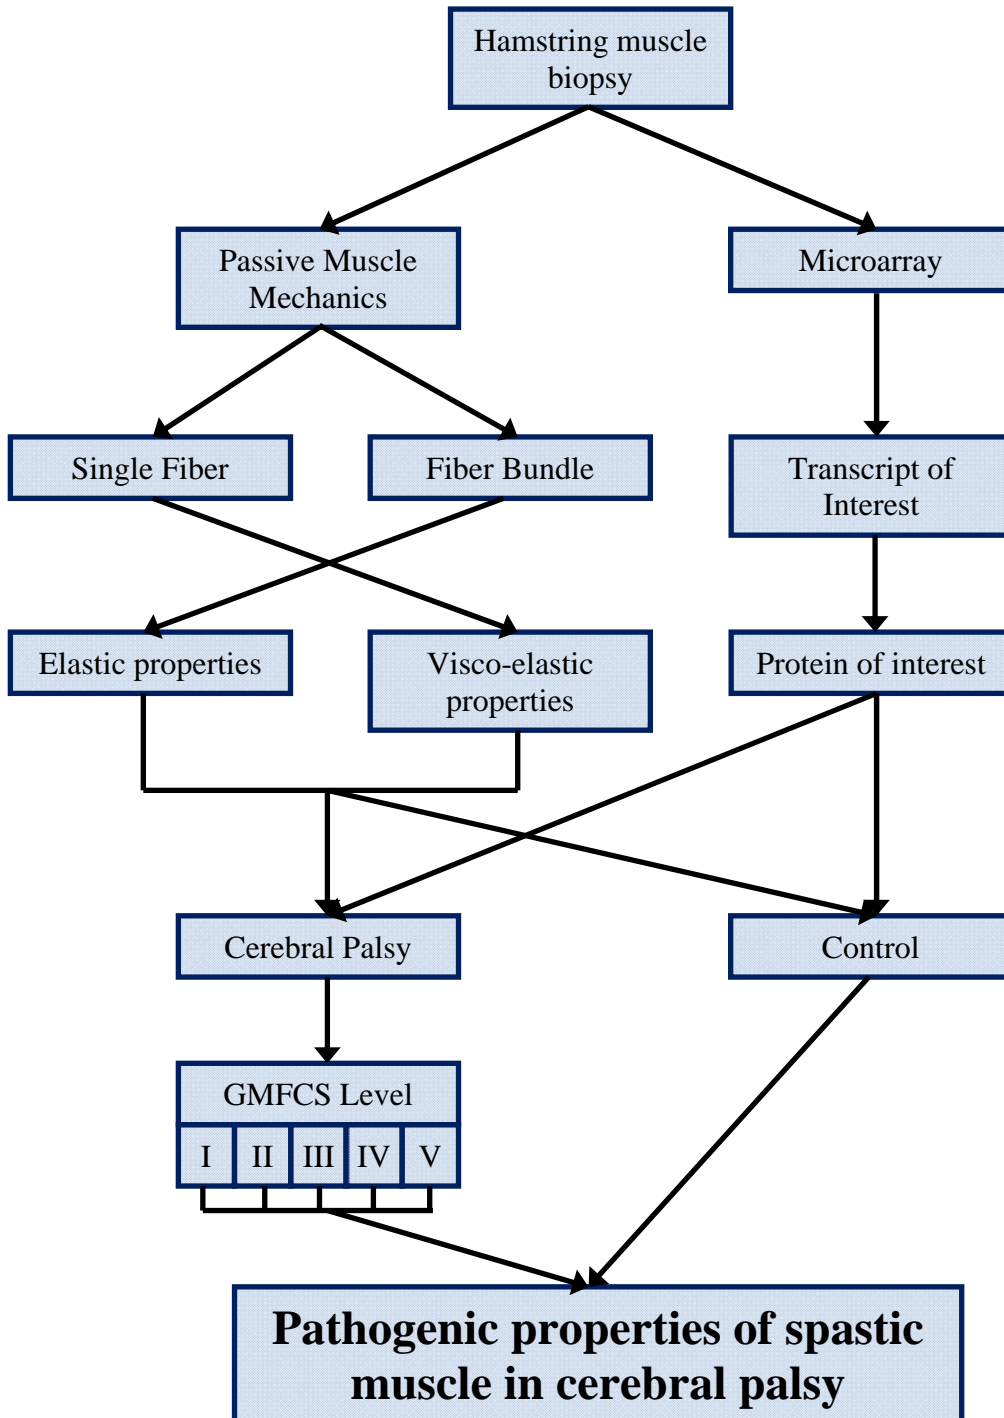 Hamstring muscle
biopsy
Passive Muscle
Mechanics
Microarray
Single Fiber
Fiber Bundle
Transcript of
Interest
Elastic properties
Visco-elastic
properties
Protein of interest
Cerebral Palsy
Control
GMFCS Level
I II III IV V
Pathogenic properties of spastic
muscle in cerebral palsy